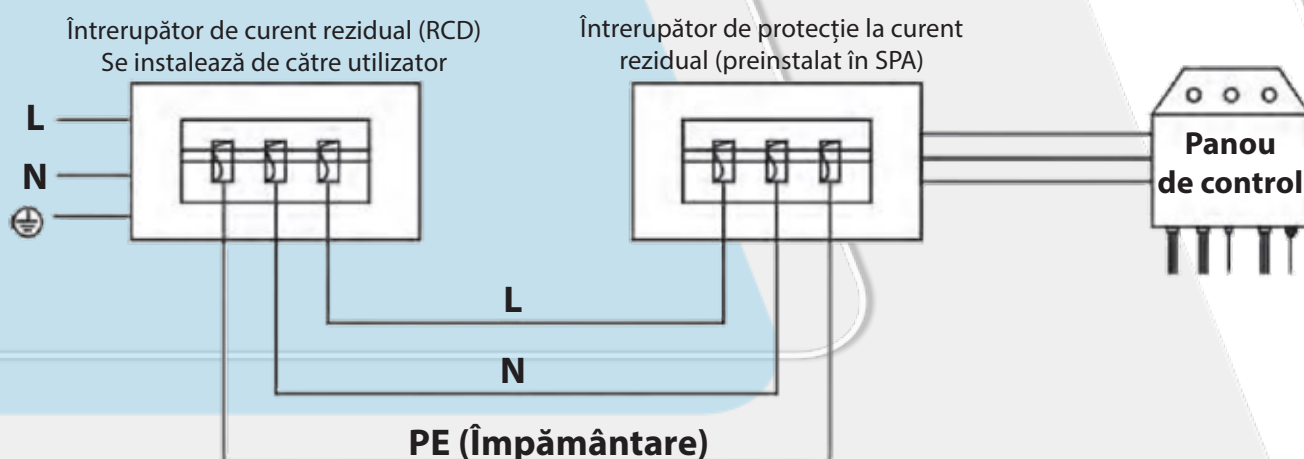 Întrerupător de curent rezidual (RCD)
Se instalează de către utilizator
Întrerupător de protecție la curent
rezidual (preinstalat în SPA)
L
N
Panou
de control
L
N
PE (Împământare)